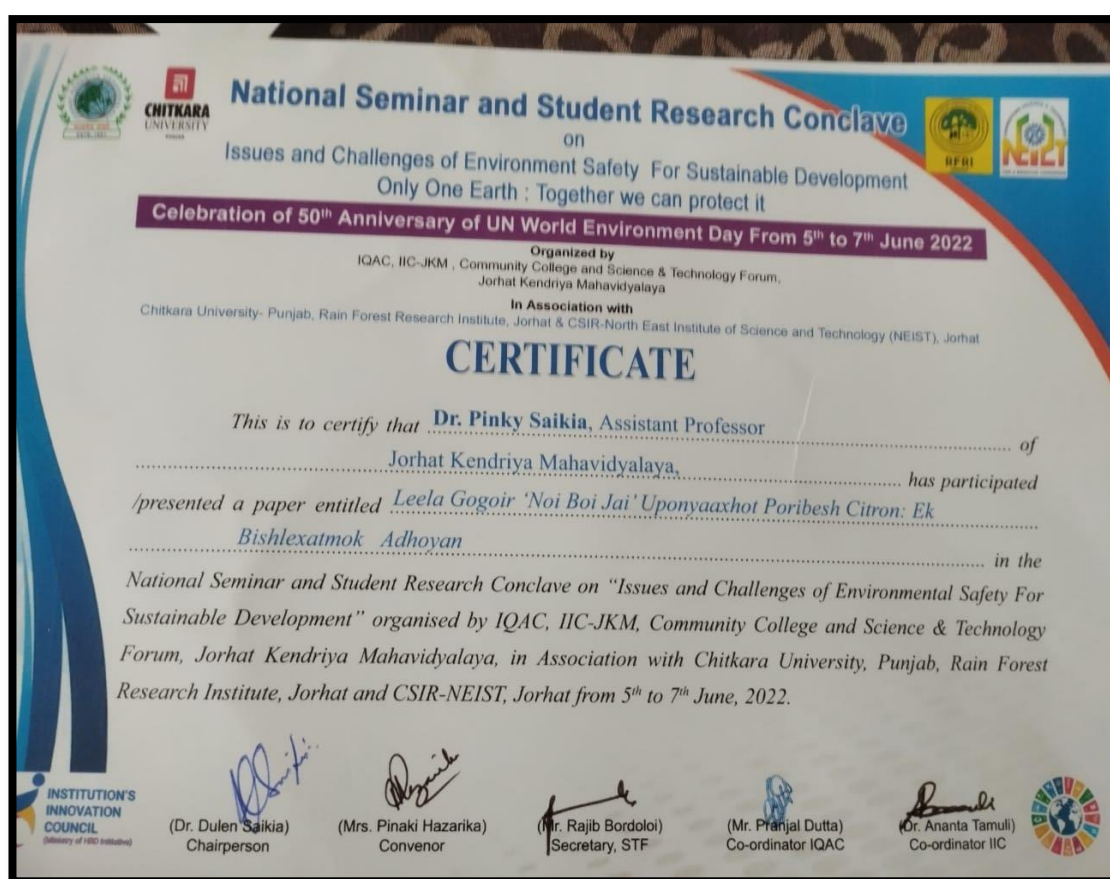 CHITKARA
UNIVERSITY
National Seminar and Student Research Conclave
on
Issues and Challenges of Environment Safety For Sustainable Development
Only One Earth : Together we can protect it
RFRI
Celebration of 50th Anniversary of UN World Environment Day From 5th to 7th June 2022
Organized by
IQAC, IIC-JKM , Community College and Science & Technology Forum,
Jorhat Kendriya Mahavidyalaya
In Association with
Chitkara University- Punjab, Rain Forest Research Institute, Jorhat & CSIR-North East Institute of Science and Technology (NEIST), Jorhat
CERTIFICATE
This is to certify that Dr. Pinky Saikia, Assistant Professor of
Jorhat Kendriya Mahavidyalaya, has participated
/presented a paper entitled Leela Gogoir ‘Noi Boi Jai’ Uponyaaxhot Poribesh Citron: Ek
Bishlexatmok Adhoyan in the
National Seminar and Student Research Conclave on “Issues and Challenges of Environmental Safety For
Sustainable Development” organised by IQAC, IIC-JKM, Community College and Science & Technology
Forum, Jorhat Kendriya Mahavidyalaya, in Association with Chitkara University, Punjab, Rain Forest
Research Institute, Jorhat and CSIR-NEIST, Jorhat from 5th to 7th June, 2022.
INSTITUTION'S
INNOVATION
COUNCIL
(Ministry of HRD Initiative)
(Dr. Dulen Saikia)
Chairperson
(Mrs. Pinaki Hazarika)
Convenor
(Mr. Rajib Bordoloi)
Secretary, STF
(Mr. Pranjal Dutta)
Co-ordinator IQAC
(Dr. Ananta Tamuli)
Co-ordinator IIC